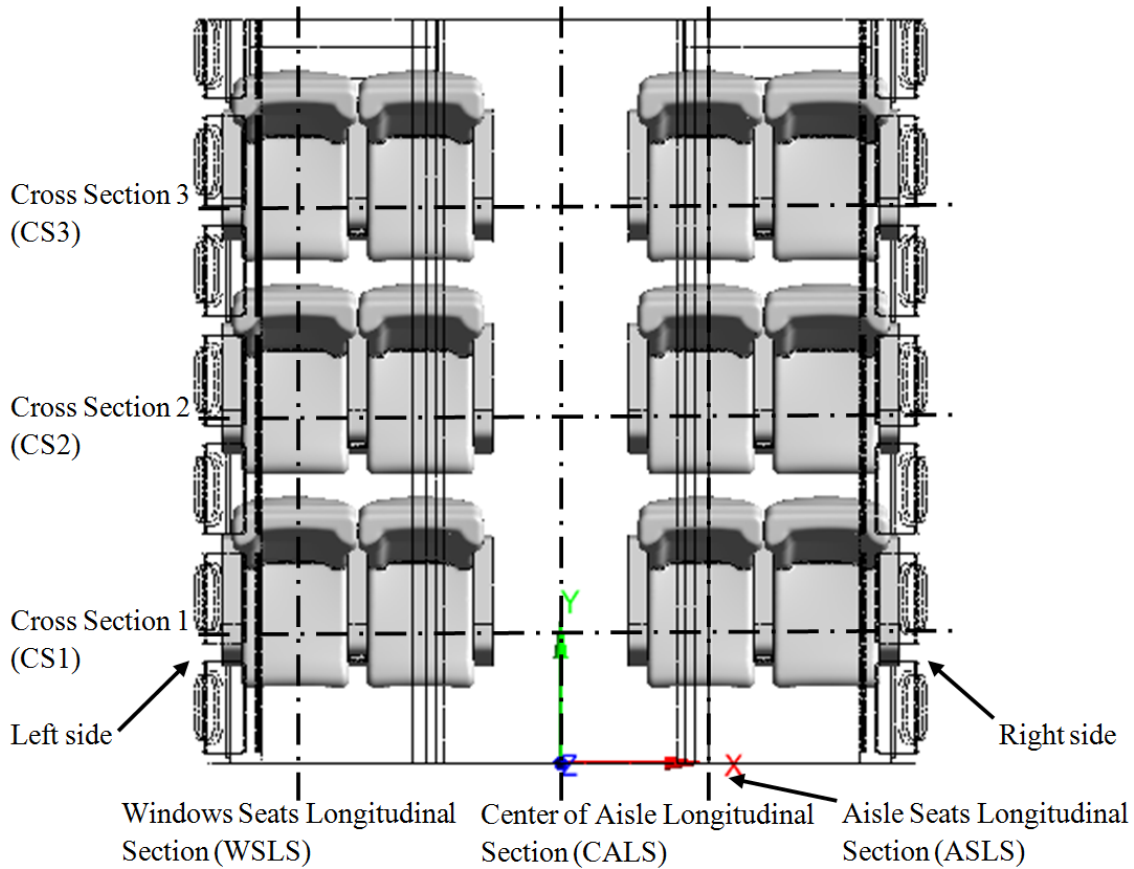 Cross Section 3
(CS3)
Cross Section 2
(CS2)
Cross Section 1
(CS1)
Y
Left side
Right side
Z
X
Windows Seats Longitudinal
Section (WSLS)
Center of Aisle Longitudinal
Section (CALS)
Aisle Seats Longitudinal
Section (ASLS)